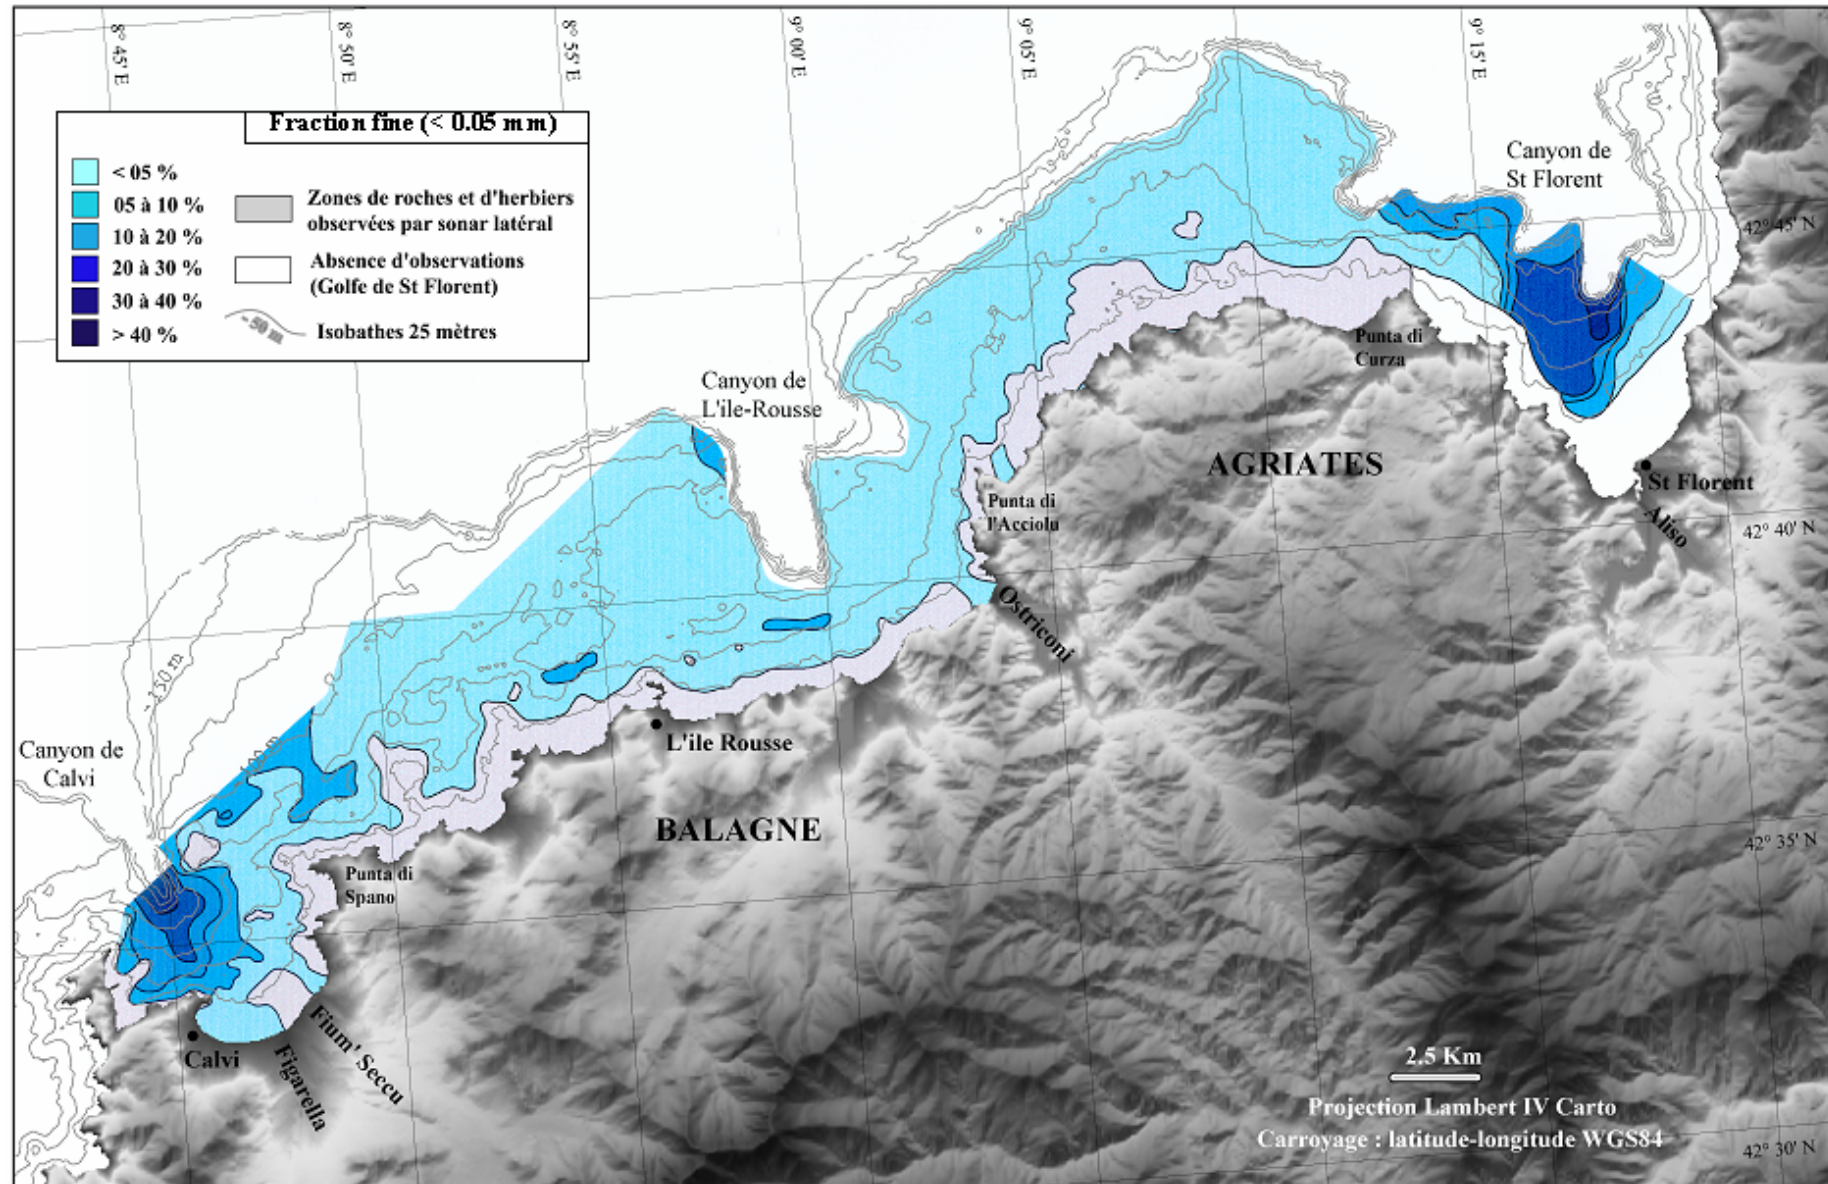 8° 45' E
8° 50' E
8° 55' E
9° 00' E
9° 05' E
9° 15' E
Fraction fine (< 0.05 mm)
< 05 %
05 à 10 %
10 à 20 %
20 à 30 %
30 à 40 %
> 40 %
Zones de roches et d'herbiers
observées par sonar latéral
Absence d'observations
(Golfe de St Florent)
- 50 m
Isobathes 25 mètres
Canyon de
St Florent
42° 45' N
Punta di
Curza
Canyon de
L'ile-Rousse
AGRIATES
St Florent
Aliso
Punta di
l'Acciolu
42° 40' N
Ostriconi
- 150 m
L'ile Rousse
Canyon de
Calvi
BALAGNE
42° 35' N
Punta di
Spano
Calvi
Figarella
Fium' Seccu
2.5 Km
Projection Lambert IV Carto
Carroyage : latitude-longitude WGS84
42° 30' N